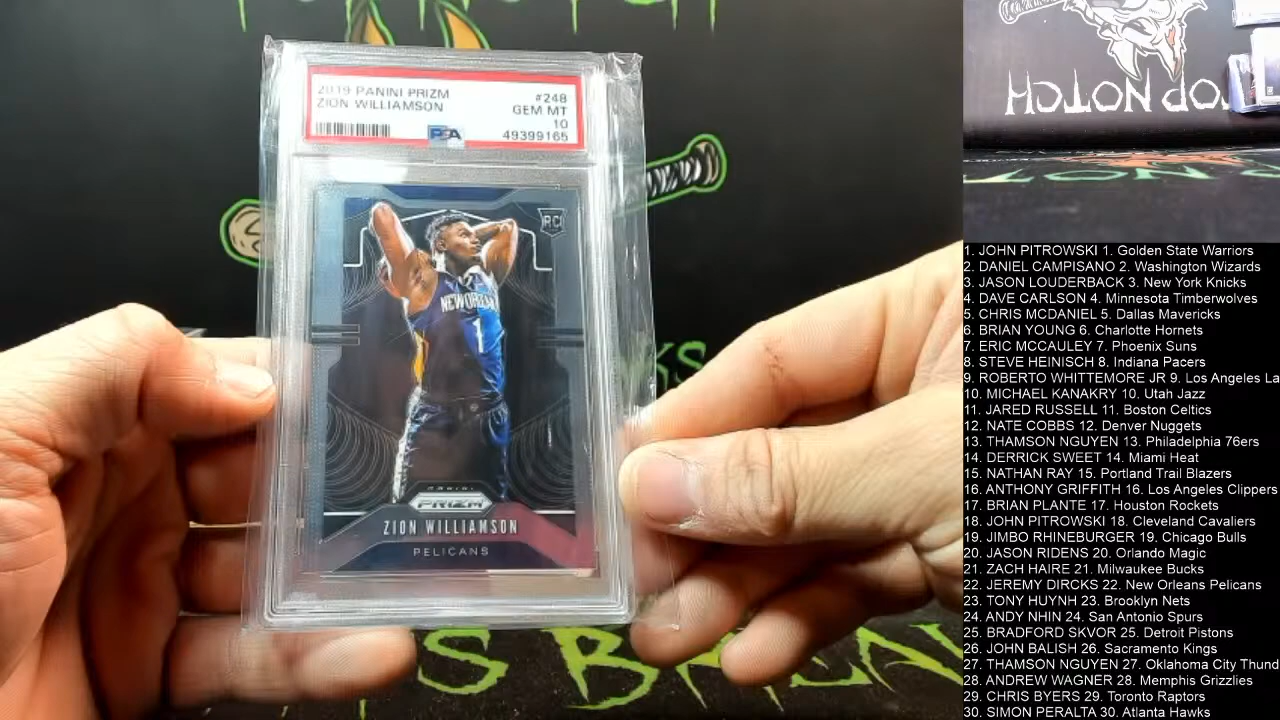 2019 PANINI PRIZM
ZION WILLIAMSON
#248
GEM MT
10
49399165
PSA
RC
NEW ORLEANS
1
PANINI
PRIZM
ZION WILLIAMSON
PELICANS
TOP NOTCH
1. JOHN PITROWSKI 1. Golden State Warriors
2. DANIEL CAMPISANO 2. Washington Wizards
3. JASON LOUDERBACK 3. New York Knicks
4. DAVE CARLSON 4. Minnesota Timberwolves
5. CHRIS MCDANIEL 5. Dallas Mavericks
6. BRIAN YOUNG 6. Charlotte Hornets
7. ERIC MCCAULEY 7. Phoenix Suns
8. STEVE HEINISCH 8. Indiana Pacers
9. ROBERTO WHITTEMORE JR 9. Los Angeles La
10. MICHAEL KANAKRY 10. Utah Jazz
11. JARED RUSSELL 11. Boston Celtics
12. NATE COBBS 12. Denver Nuggets
13. THAMSON NGUYEN 13. Philadelphia 76ers
14. DERRICK SWEET 14. Miami Heat
15. NATHAN RAY 15. Portland Trail Blazers
16. ANTHONY GRIFFITH 16. Los Angeles Clippers
17. BRIAN PLANTE 17. Houston Rockets
18. JOHN PITROWSKI 18. Cleveland Cavaliers
19. JIMBO RHINEBURGER 19. Chicago Bulls
20. JASON RIDENS 20. Orlando Magic
21. ZACH HAIRE 21. Milwaukee Bucks
22. JEREMY DIRCKS 22. New Orleans Pelicans
23. TONY HUYNH 23. Brooklyn Nets
24. ANDY NHIN 24. San Antonio Spurs
25. BRADFORD SKVOR 25. Detroit Pistons
26. JOHN BALISH 26. Sacramento Kings
27. THAMSON NGUYEN 27. Oklahoma City Thund
28. ANDREW WAGNER 28. Memphis Grizzlies
29. CHRIS BYERS 29. Toronto Raptors
30. SIMON PERALTA 30. Atlanta Hawks